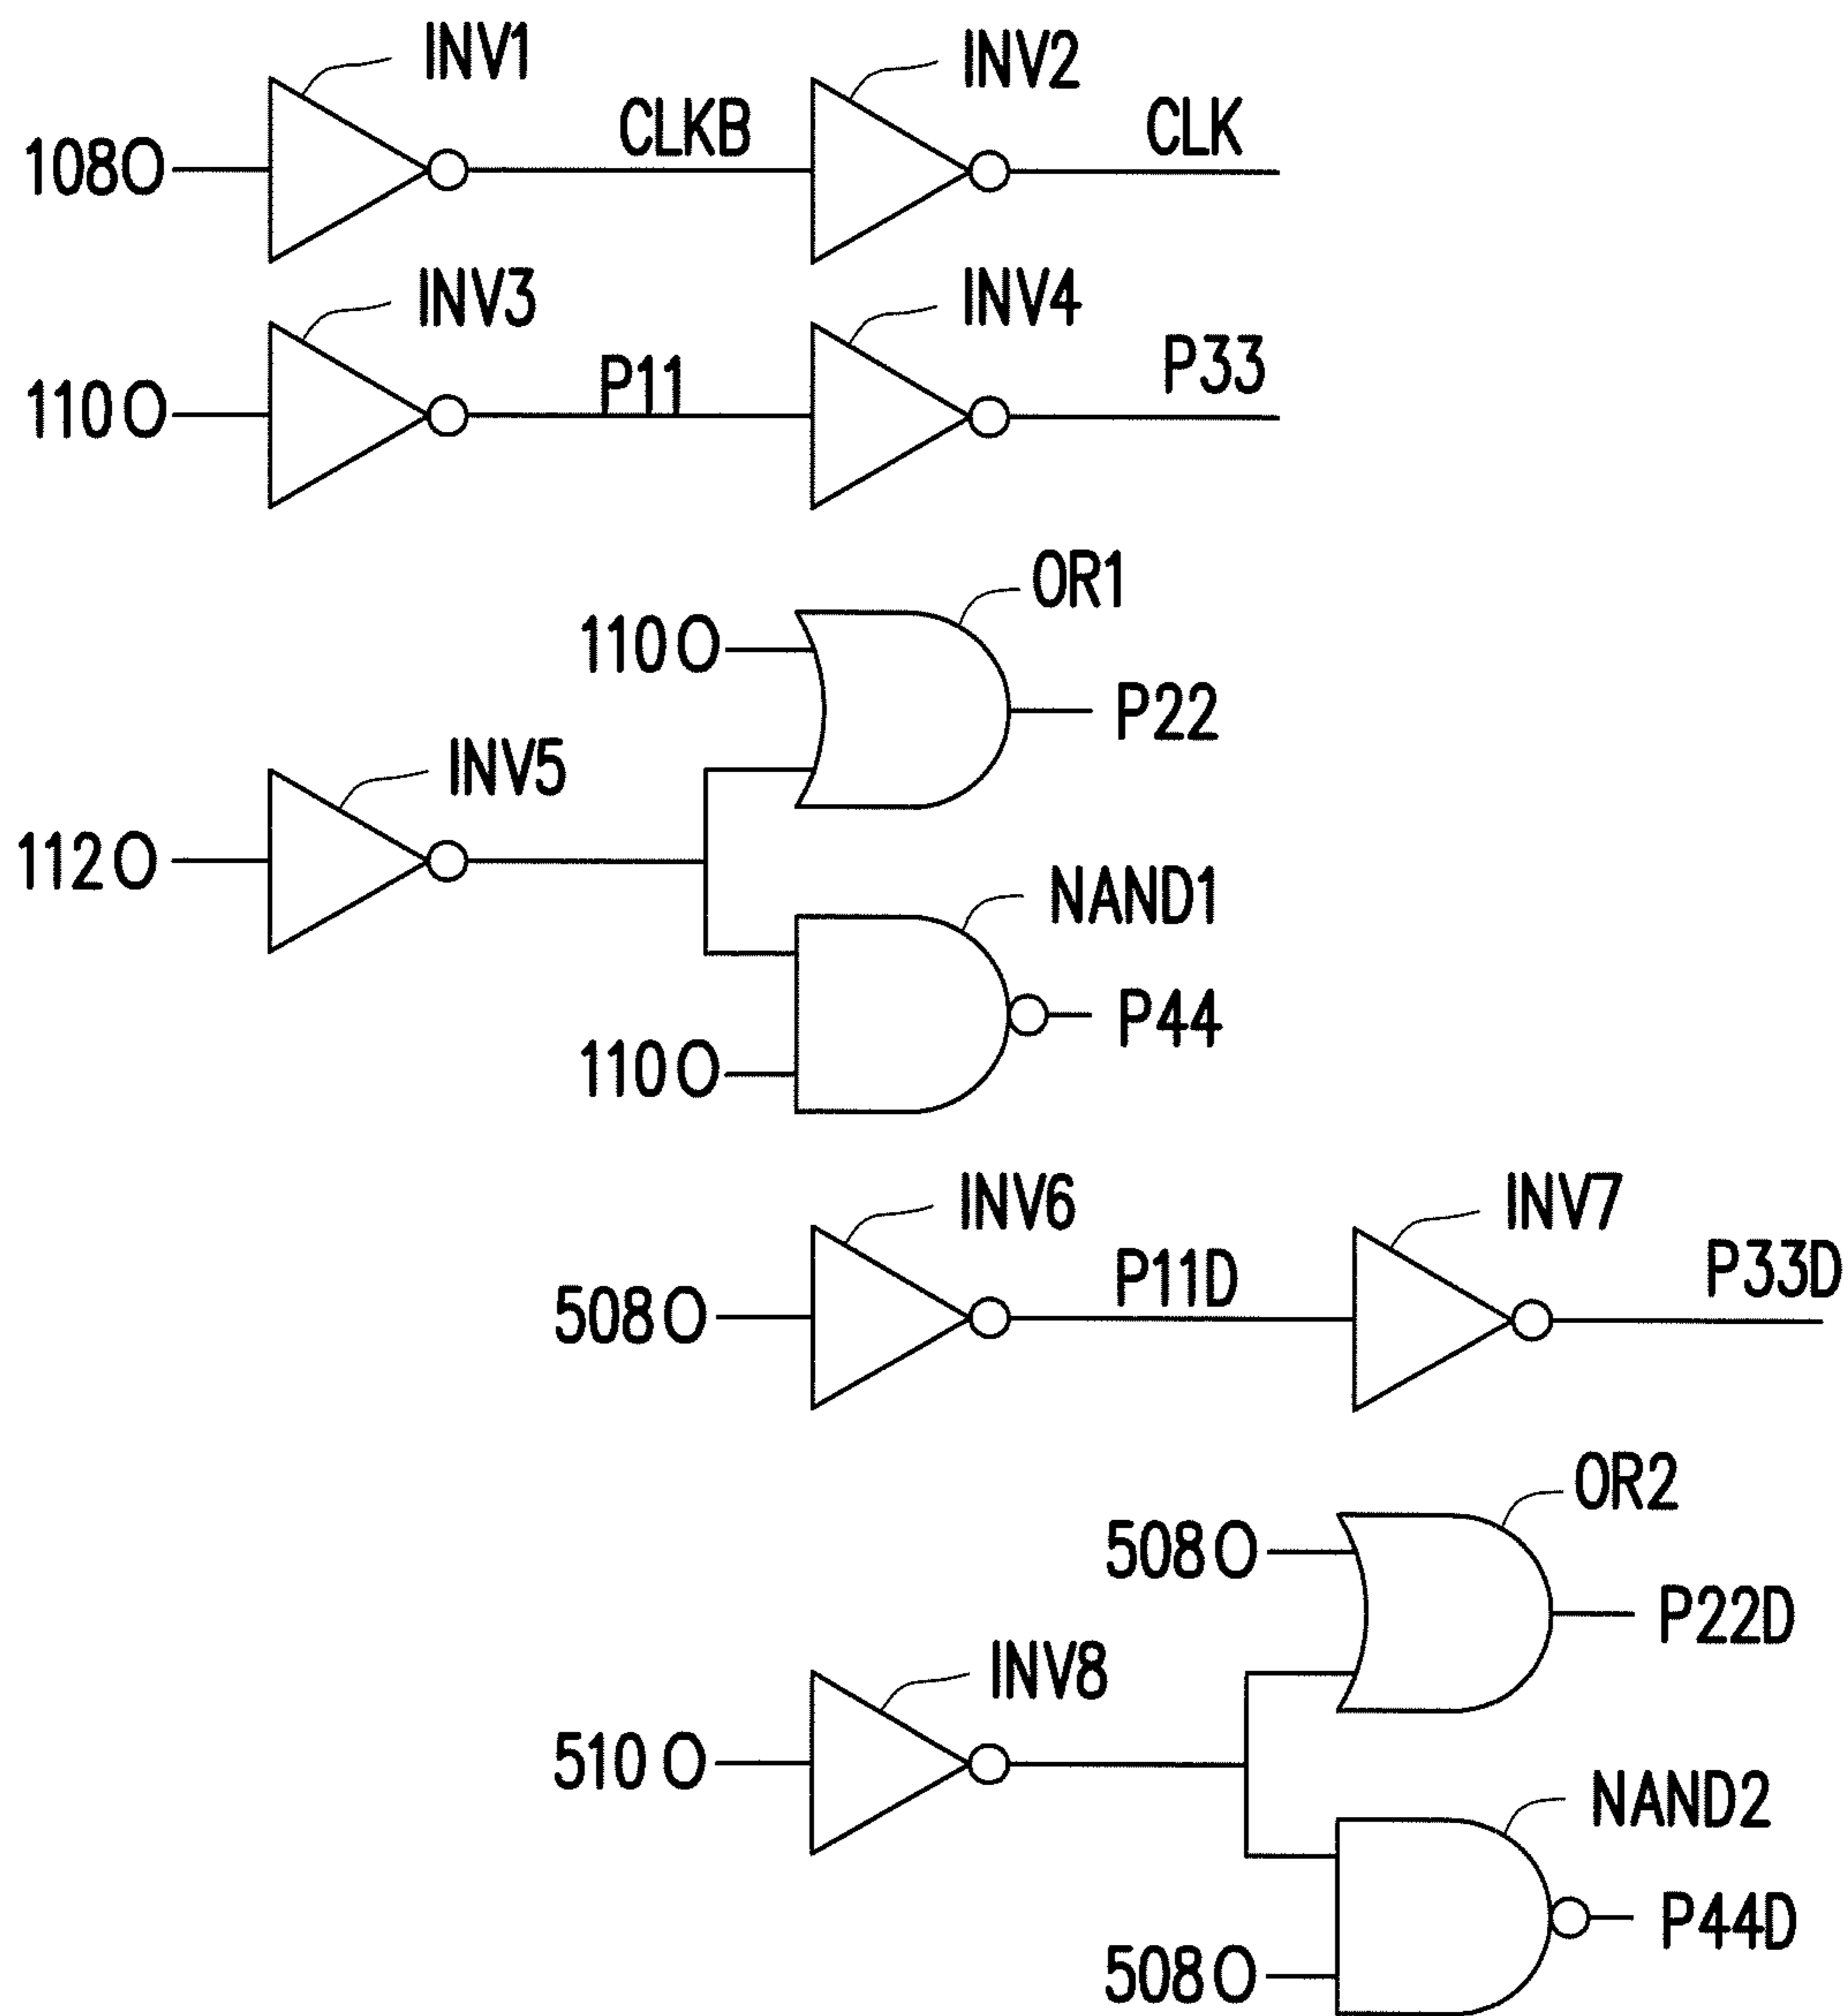 INV1
INV2
CLKB
CLK
108
INV3
INV4
P11
P33
110
OR1
110
P22
INV5
112
NAND1
P44
110
INV6
INV7
P11D
P33D
508
OR2
508
P22D
INV8
510
NAND2
P44D
508